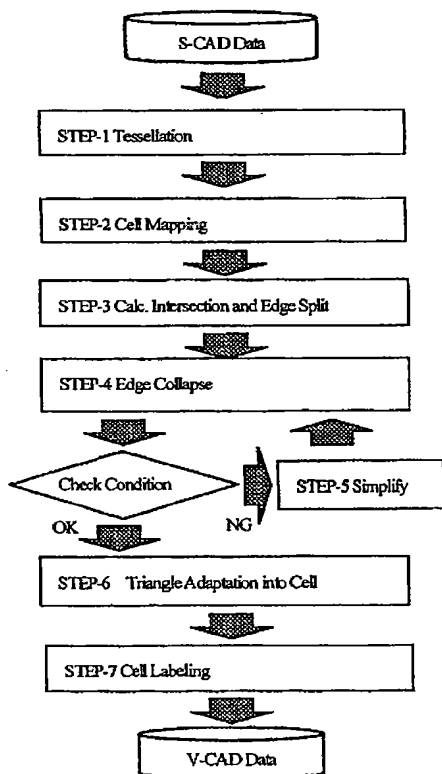 S-CAD Data
STEP-1 Tessellation
STEP-2 Cell Mapping
STEP-3 Calc. Intersection and Edge Split
STEP-4 Edge Collapse
Check Condition
STEP-5 Simplify
OK
NG
STEP-6 Triangle Adaptation into Cell
STEP-7 Cell Labeling
V-CAD Data